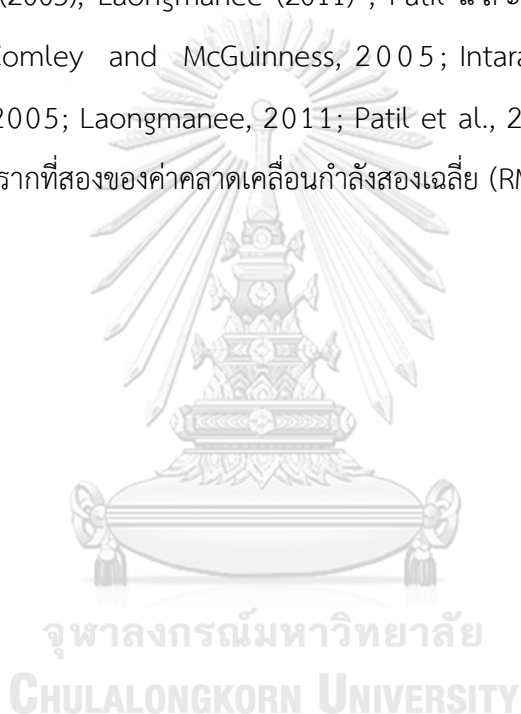 (2005), Laongmanee (2011) , Patil และ
Comley and McGuinness, 2005; Intara
2005; Laongmanee, 2011; Patil et al., 2
รากที่สองของค่าคลาดเคลื่อนกำลังสองเฉลี่ย (RM
จุฬาลงกรณ์มหาวิทยาลัย
CHULALONGKORN UNIVERSITY